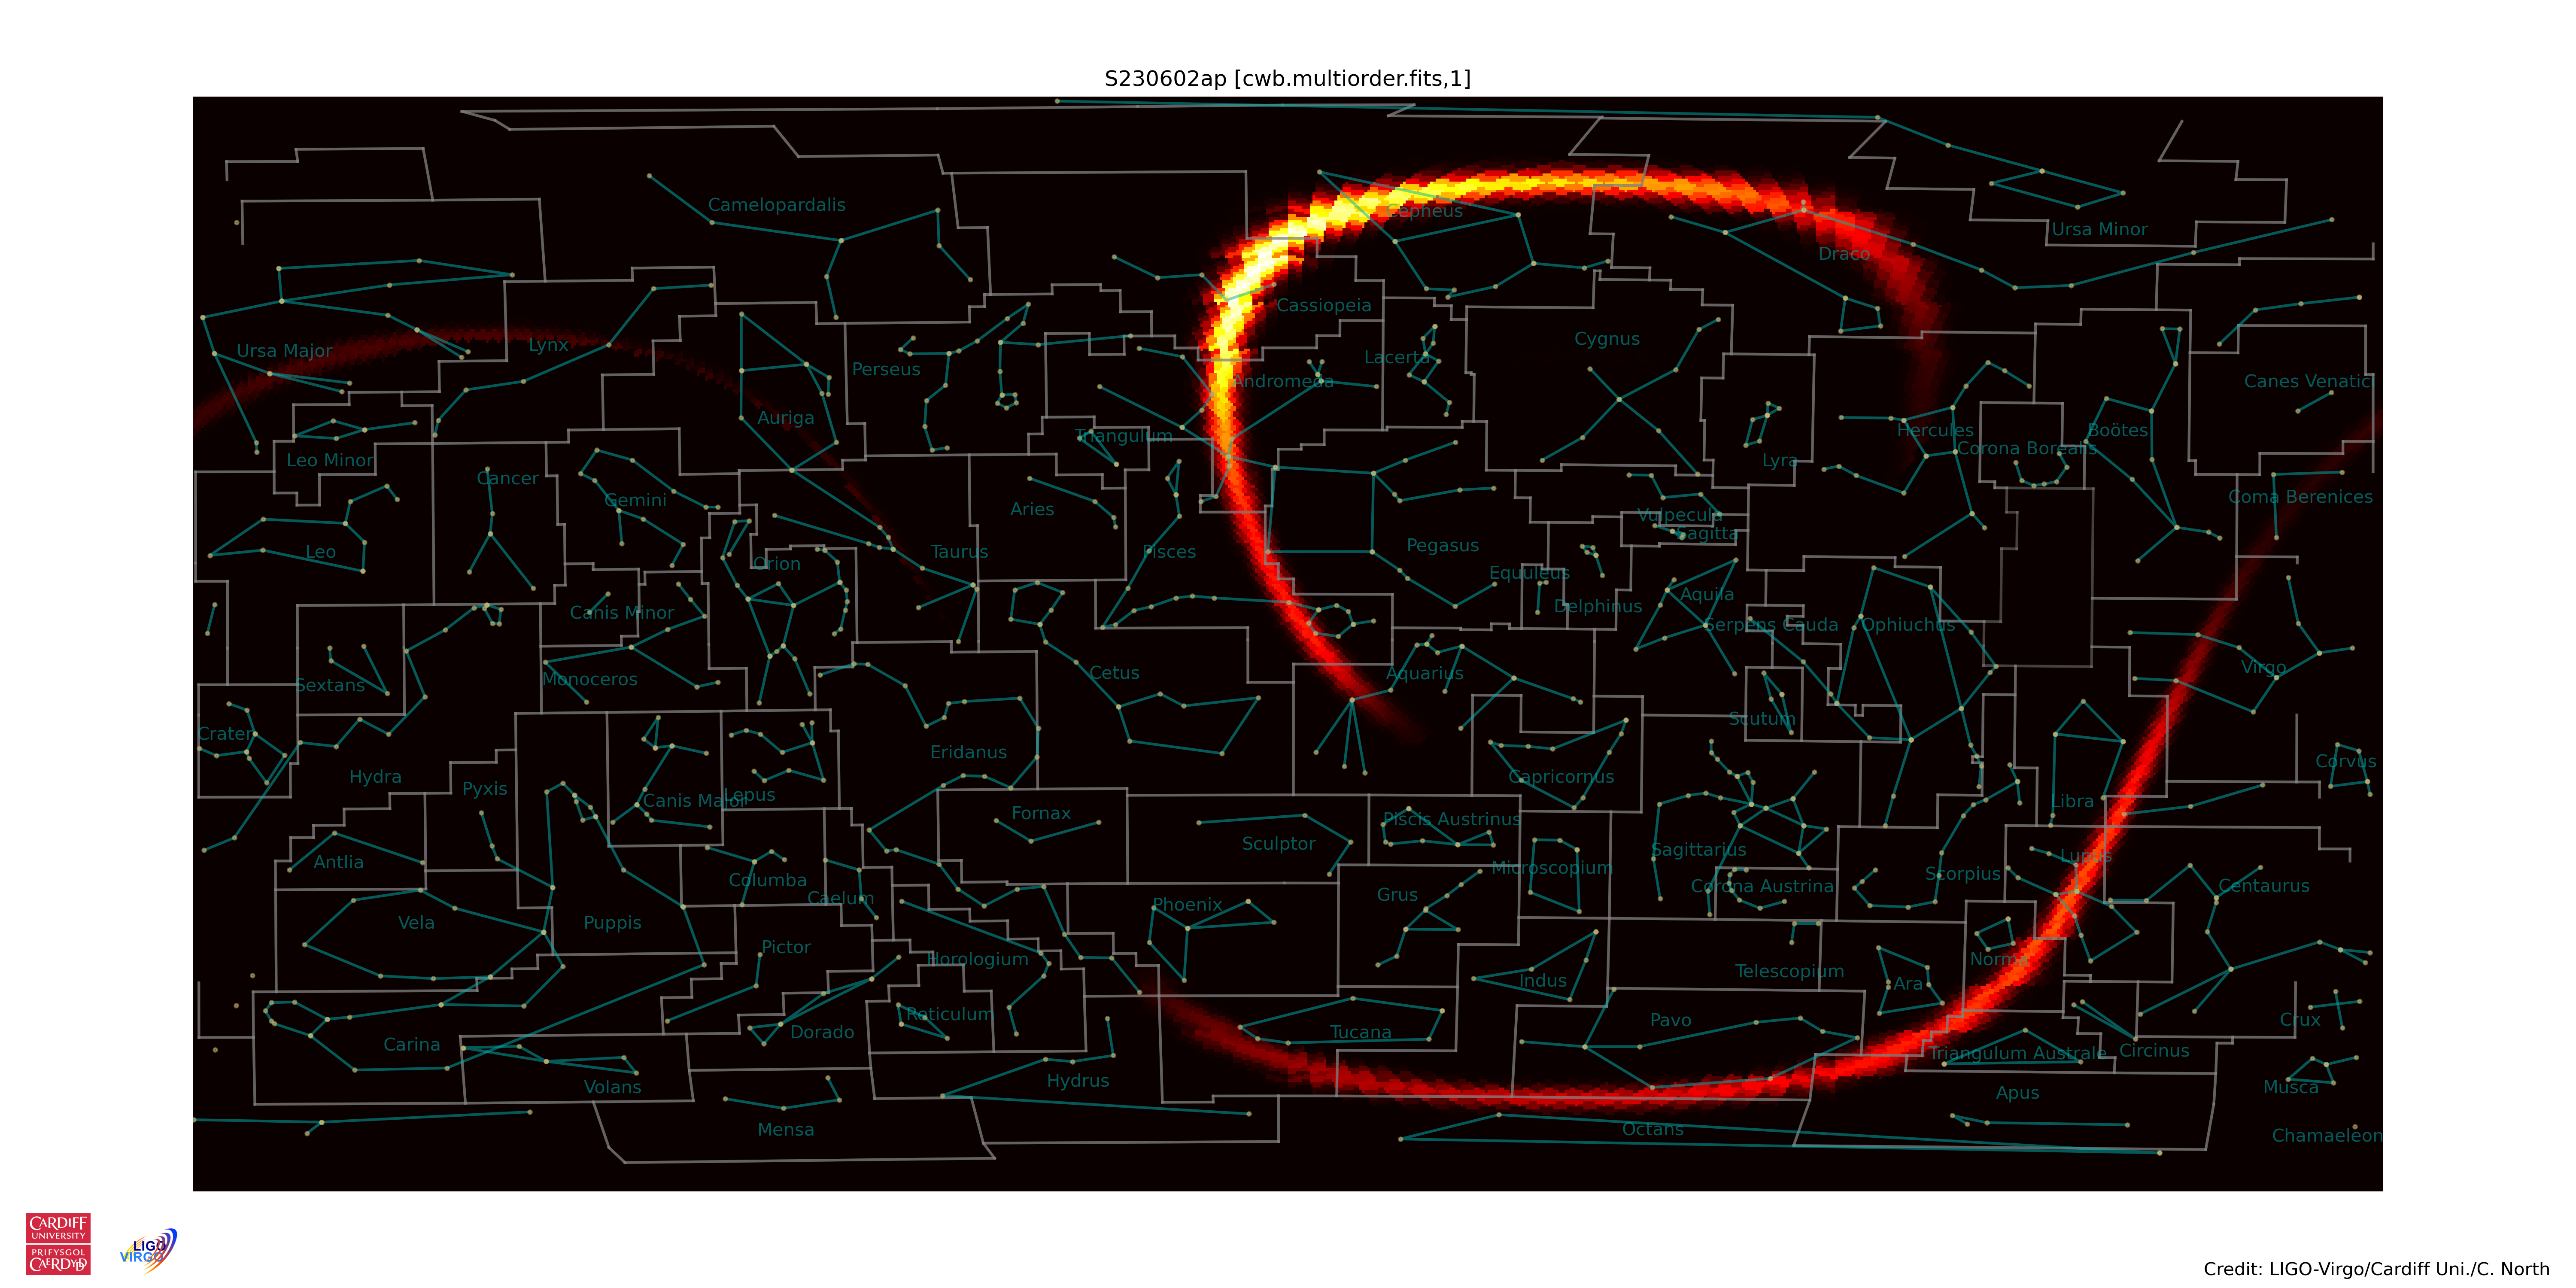 S230602ap [cwb.multiorder.fits,1]
Camelopardalis
Cepheus
Ursa Minor
Draco
Cassiopeia
Cygnus
Ursa Major
Lynx
Lacerta
Perseus
Andromeda
Canes Venatici
Auriga
Triangulum
Hercules
Boötes
Corona Borealis
Leo Minor
Lyra
Cancer
Gemini
Coma Berenices
Aries
Vulpecula
Sagitta
Leo
Taurus
Pisces
Pegasus
Orion
Equuleus
Canis Minor
Delphinus
Aquila
Serpens Cauda
Ophiuchus
Virgo
Sextans
Monoceros
Cetus
Aquarius
Scutum
Crater
Eridanus
Corvus
Hydra
Capricornus
Pyxis
Canis Major
Lepus
Libra
Fornax
Piscis Austrinus
Sculptor
Sagittarius
Lupus
Antlia
Microscopium
Columba
Corona Austrina
Scorpius
Centaurus
Caelum
Grus
Phoenix
Vela
Puppis
Pictor
Horologium
Norma
Telescopium
Indus
Ara
Reticulum
Pavo
Crux
Dorado
Tucana
Carina
Triangulum Australe
Circinus
Hydrus
Volans
Musca
Apus
Mensa
Octans
Chamaeleon
CARDIFF
UNIVERSITY
PRIFYSGOL
CAERDYDD
LIGO
VIRGO
Credit: LIGO-Virgo/Cardiff Uni./C. North